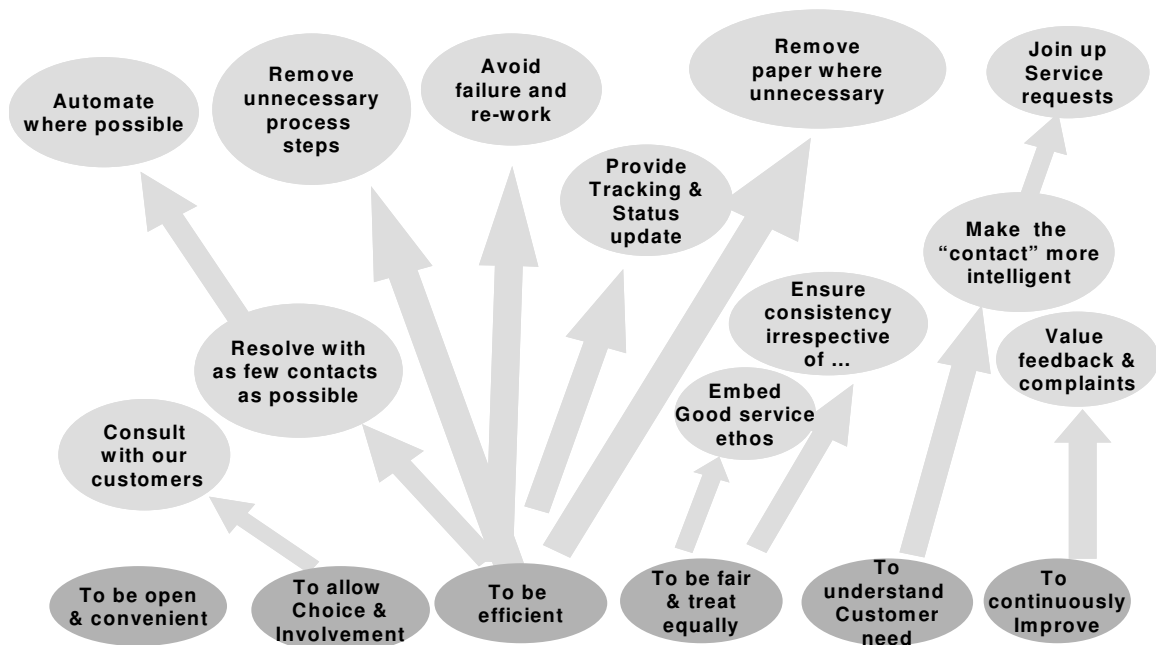 Automate
where possible
Remove
unnecessary
process
steps
Avoid
failure and
re-work
Remove
paper where
unnecessary
Join up
Service
requests
Provide
Tracking &
Status
update
Make the
“contact” more
intelligent
Ensure
consistency
irrespective
of ...
Resolve with
as few contacts
as possible
Value
feedback &
complaints
Embed
Good service
ethos
Consult
with our
customers
To be open
& convenient
To allow
Choice &
Involvement
To be
efficient
To be fair
& treat
equally
To
understand
Customer
need
To
continuously
Improve